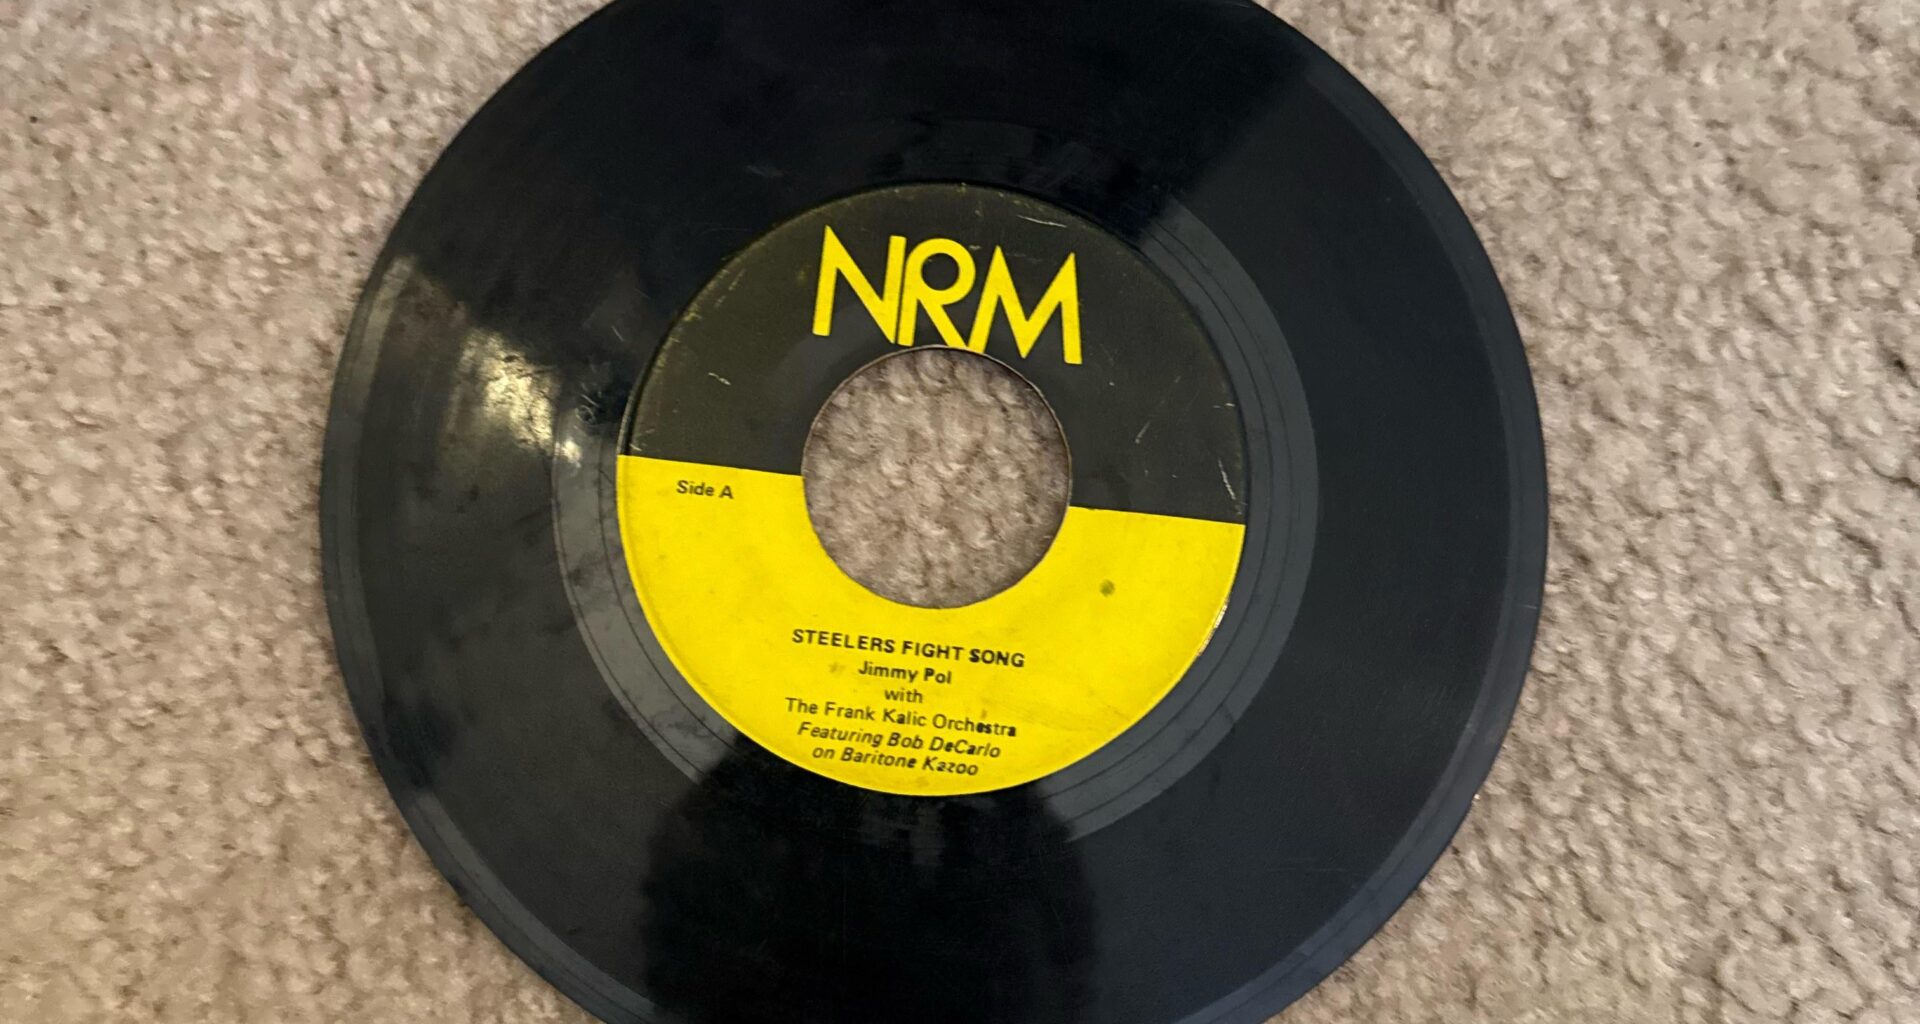 NRM
Side A
STEELERS FIGHT SONG
Jimmy Pol
with
The Frank Kalic Orchestra
Featuring Bob DeCarlo
on Baritone Kazoo